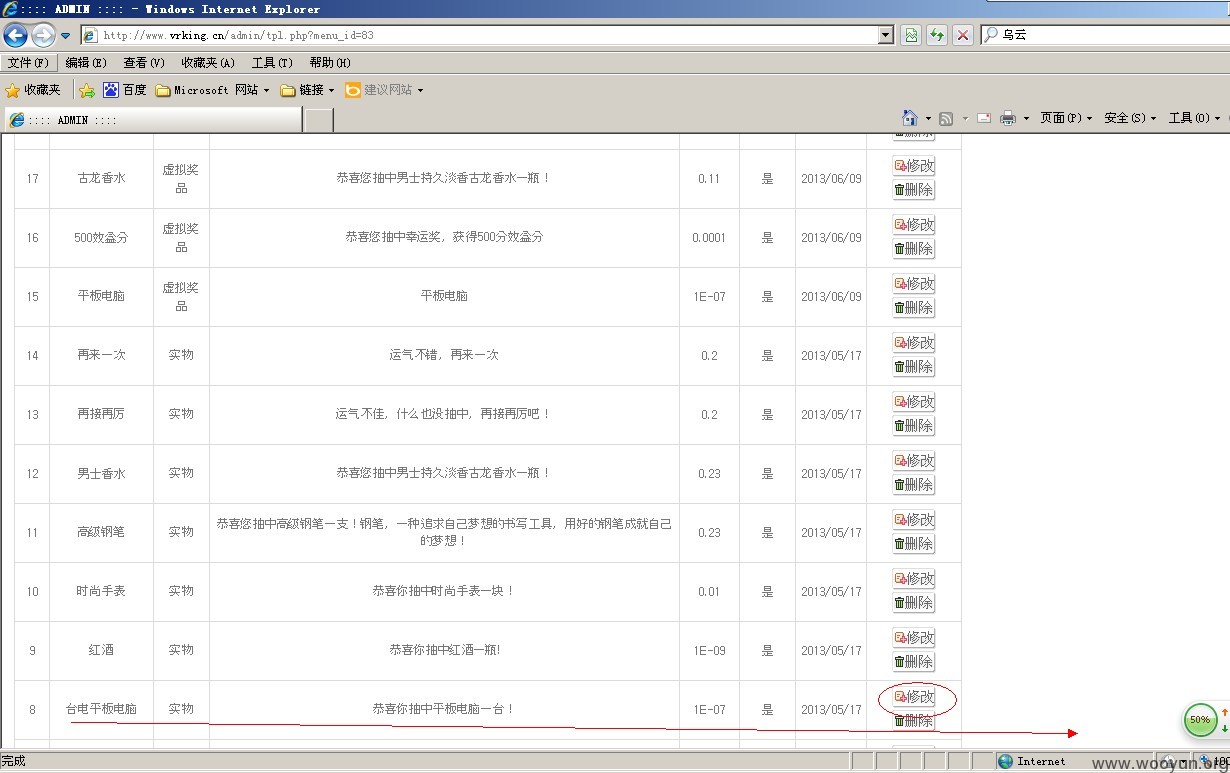 :::: ADMIN :::: - Windows Internet Explorer
http://www.vrking.cn/admin/tpl.php?menu_id=83
乌云
文件(F) 编辑(E) 查看(V) 收藏夹(A) 工具(T) 帮助(H)
收藏夹 百度 Microsoft 网站 链接 建议网站
:::: ADMIN ::::
页面(P) 安全(S) 工具(O)
删除
17 古龙香水 虚拟奖品 恭喜您抽中男士持久淡香古龙香水一瓶！ 0.11 是 2013/06/09 修改 删除
16 500效益分 虚拟奖品 恭喜您抽中幸运奖，获得500分效益分 0.0001 是 2013/06/09 修改 删除
15 平板电脑 虚拟奖品 平板电脑 1E-07 是 2013/06/09 修改 删除
14 再来一次 实物 运气不错，再来一次 0.2 是 2013/05/17 修改 删除
13 再接再厉 实物 运气不佳，什么也没抽中，再接再厉吧！ 0.2 是 2013/05/17 修改 删除
12 男士香水 实物 恭喜您抽中男士持久淡香古龙香水一瓶！ 0.23 是 2013/05/17 修改 删除
11 高级钢笔 实物 恭喜您抽中高级钢笔一支！钢笔，一种追求自己梦想的书写工具，用好的钢笔成就自己的梦想！ 0.23 是 2013/05/17 修改 删除
10 时尚手表 实物 恭喜你抽中时尚手表一块！ 0.01 是 2013/05/17 修改 删除
9 红酒 实物 恭喜你抽中红酒一瓶! 1E-09 是 2013/05/17 修改 删除
8 台电平板电脑 实物 恭喜你抽中平板电脑一台！ 1E-07 是 2013/05/17 修改 删除
50%
完成 Internet
www.wooyun.org